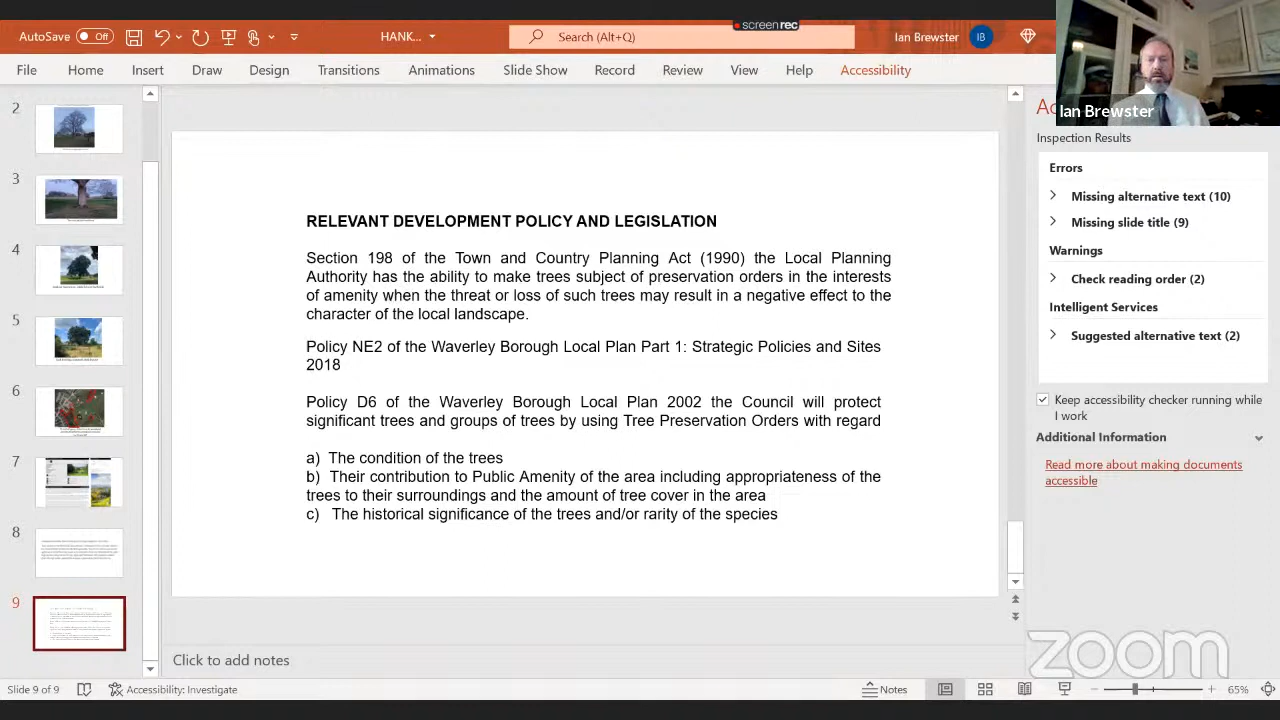 screenrec
AutoSave Off HANK... Search (Alt+Q) Ian Brewster IB
File Home Insert Draw Design Transitions Animations Slide Show Record Review View Help Accessibility
Ian Brewster
Inspection Results
Errors
Missing alternative text (10)
Missing slide title (9)
Warnings
Check reading order (2)
Intelligent Services
Suggested alternative text (2)
Keep accessibility checker running while
I work
Additional Information
Read more about making documents
accessible
2
3
4
6
7
8
9
RELEVANT DEVELOPMENT POLICY AND LEGISLATION
Section 198 of the Town and Country Planning Act (1990) the Local Planning
Authority has the ability to make trees subject of preservation orders in the interests
of amenity when the threat or loss of such trees may result in a negative effect to the
character of the local landscape.
Policy NE2 of the Waverley Borough Local Plan Part 1: Strategic Policies and Sites
2018
Policy D6 of the Waverley Borough Local Plan 2002 the Council will protect
significant trees and groups of trees by using Tree Preservation Orders with regard
a) The condition of the trees
b) Their contribution to Public Amenity of the area including appropriateness of the
trees to their surroundings and the amount of tree cover in the area
c) The historical significance of the trees and/or rarity of the species
Click to add notes
zoom
Slide 9 of 9 Accessibility: Investigate Notes 65%